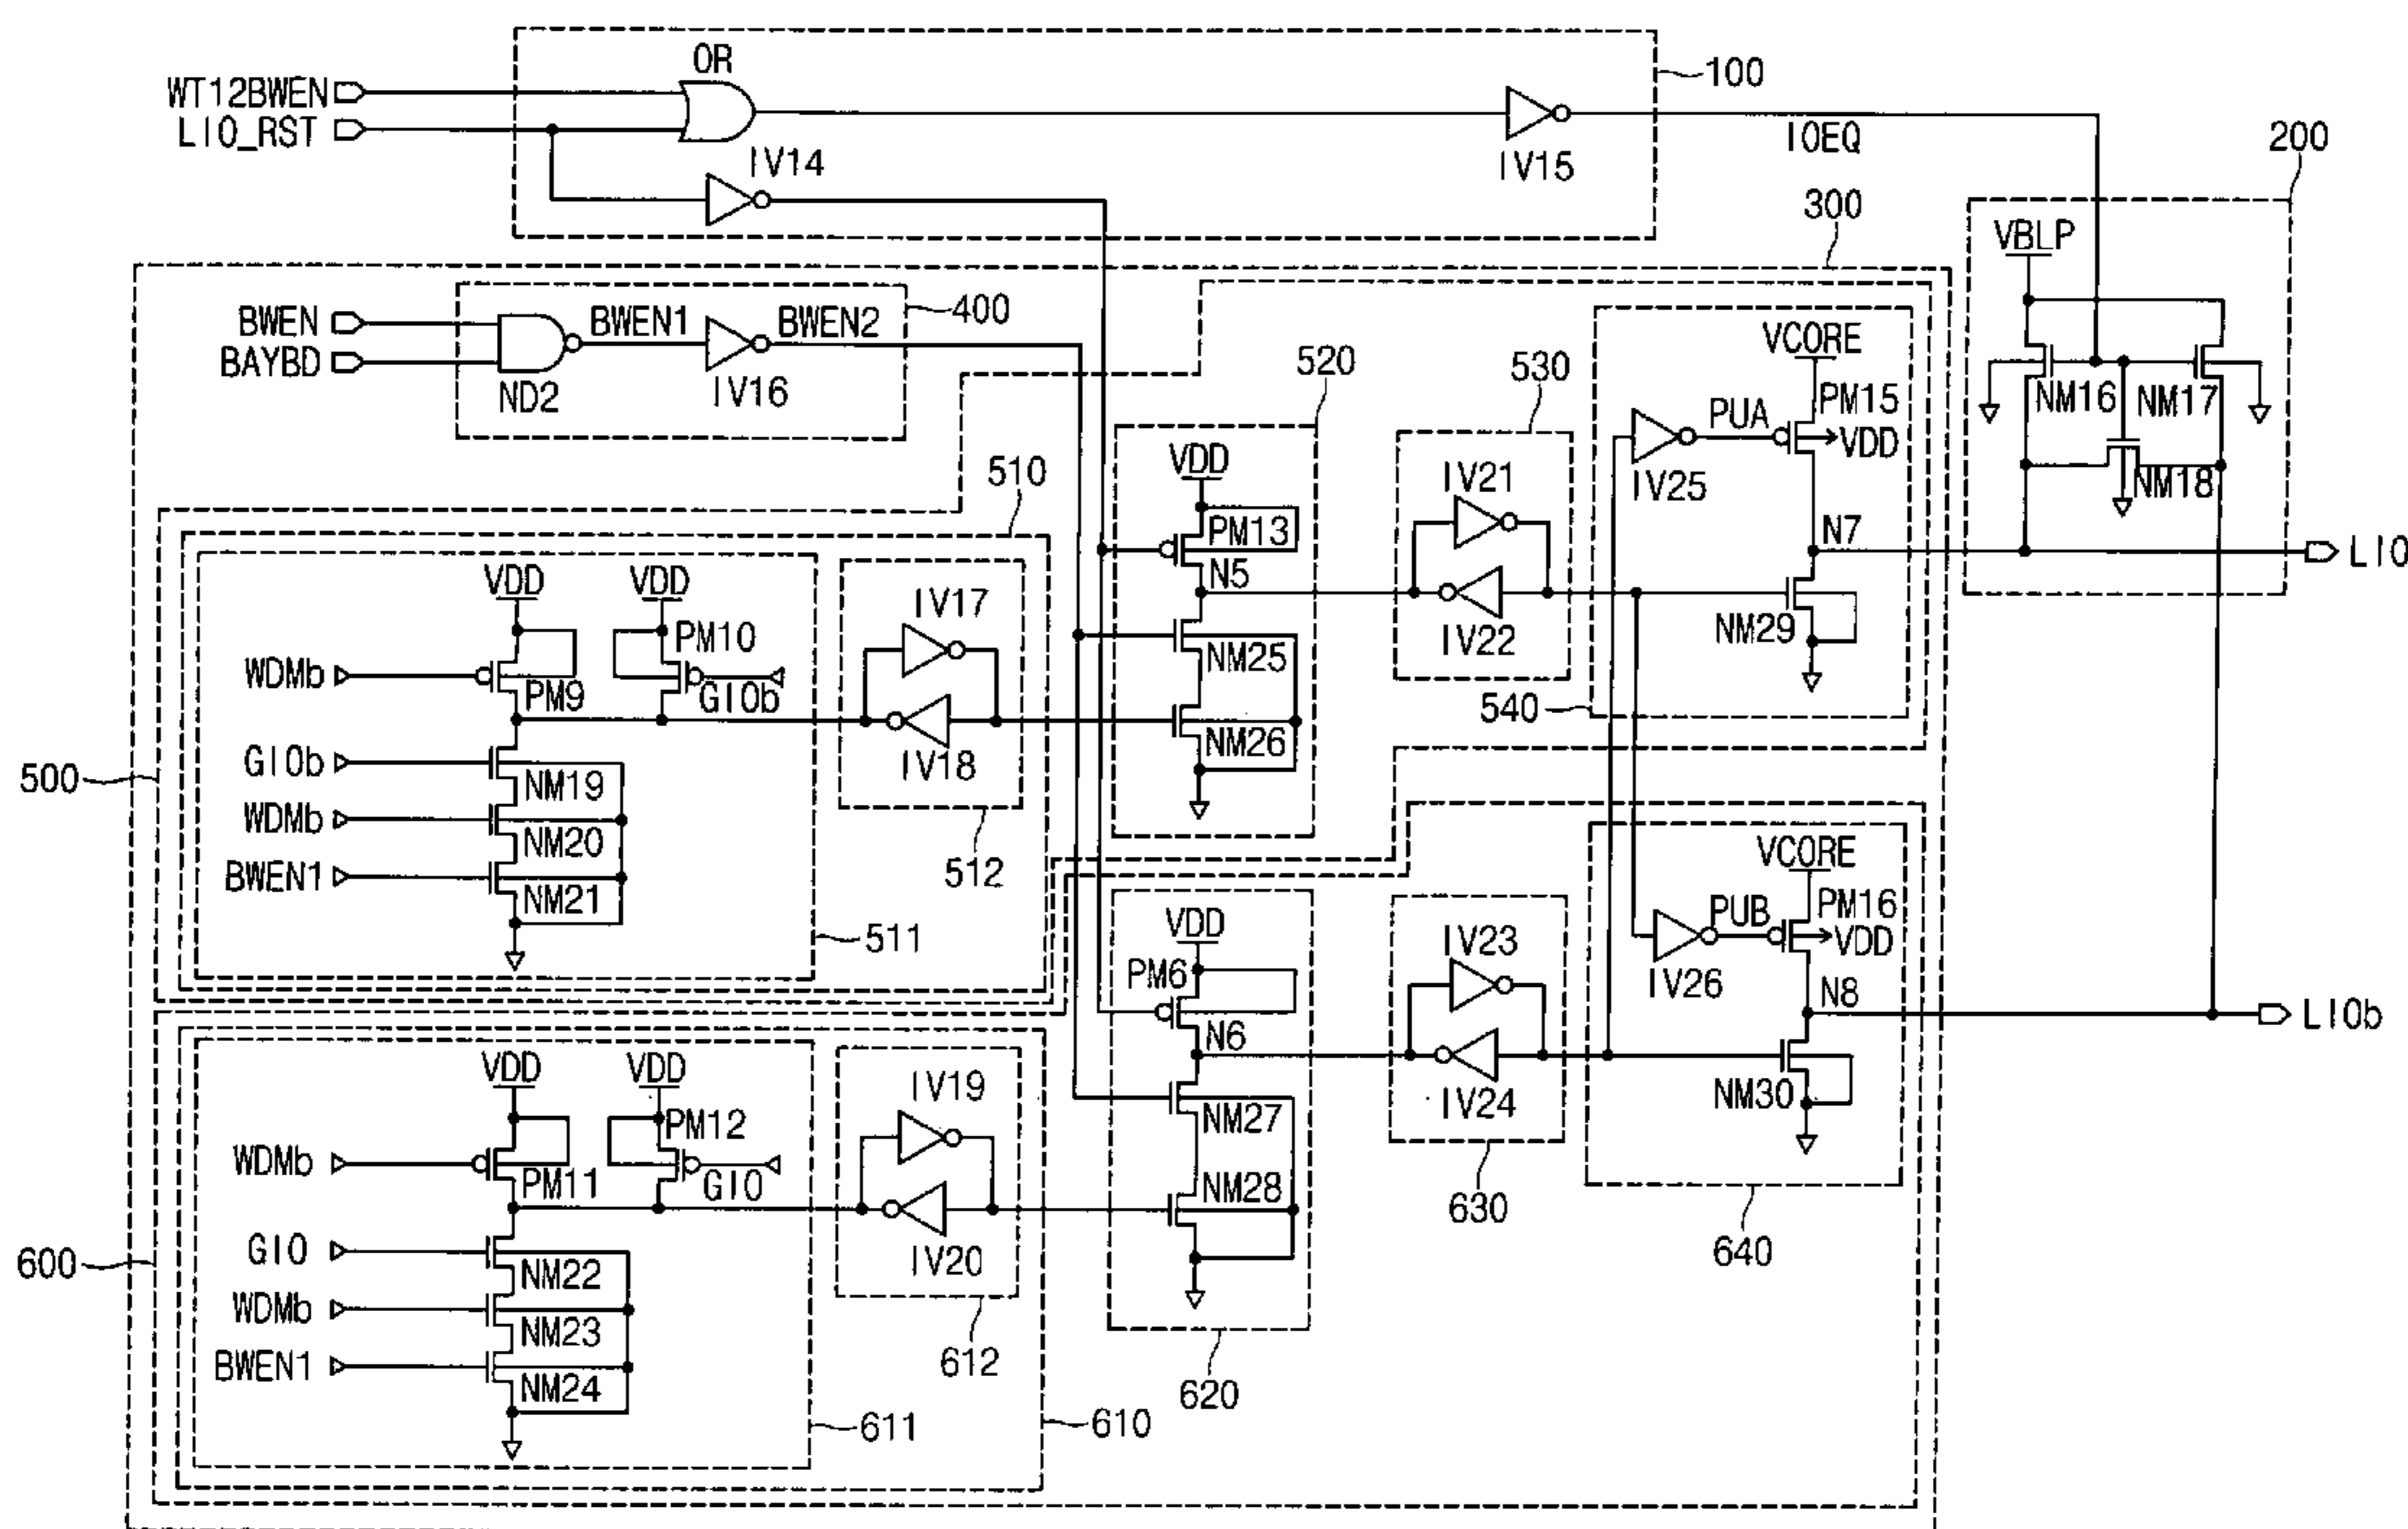 OR
WT12BWEN
LIO_RST
100
IOEQ
200
IV14
IV15
300
VBLP
BWEN
BWEN1
BWEN2
400
BAYBD
ND2
IV16
520
530
VCORE
NM16
NM17
PUA
PM15
VDD
510
VDD
IV21
IV25
NM18
PM13
N7
LIO
VDD
VDD
N5
IV17
IV22
NM29
PM10
NM25
WDMb
PM9
GIOb
540
IV18
NM26
GIOb
NM19
500
WDMb
NM20
512
VCORE
BWEN1
NM21
PUB
PM16
511
VDD
IV23
VDD
PM6
IV26
N8
LIOb
N6
VDD
VDD
IV19
IV24
NM30
PM12
NM27
WDMb
PM11
GIO
NM28
630
IV20
640
GIO
NM22
600
WDMb
NM23
612
BWEN1
NM24
620
611
610